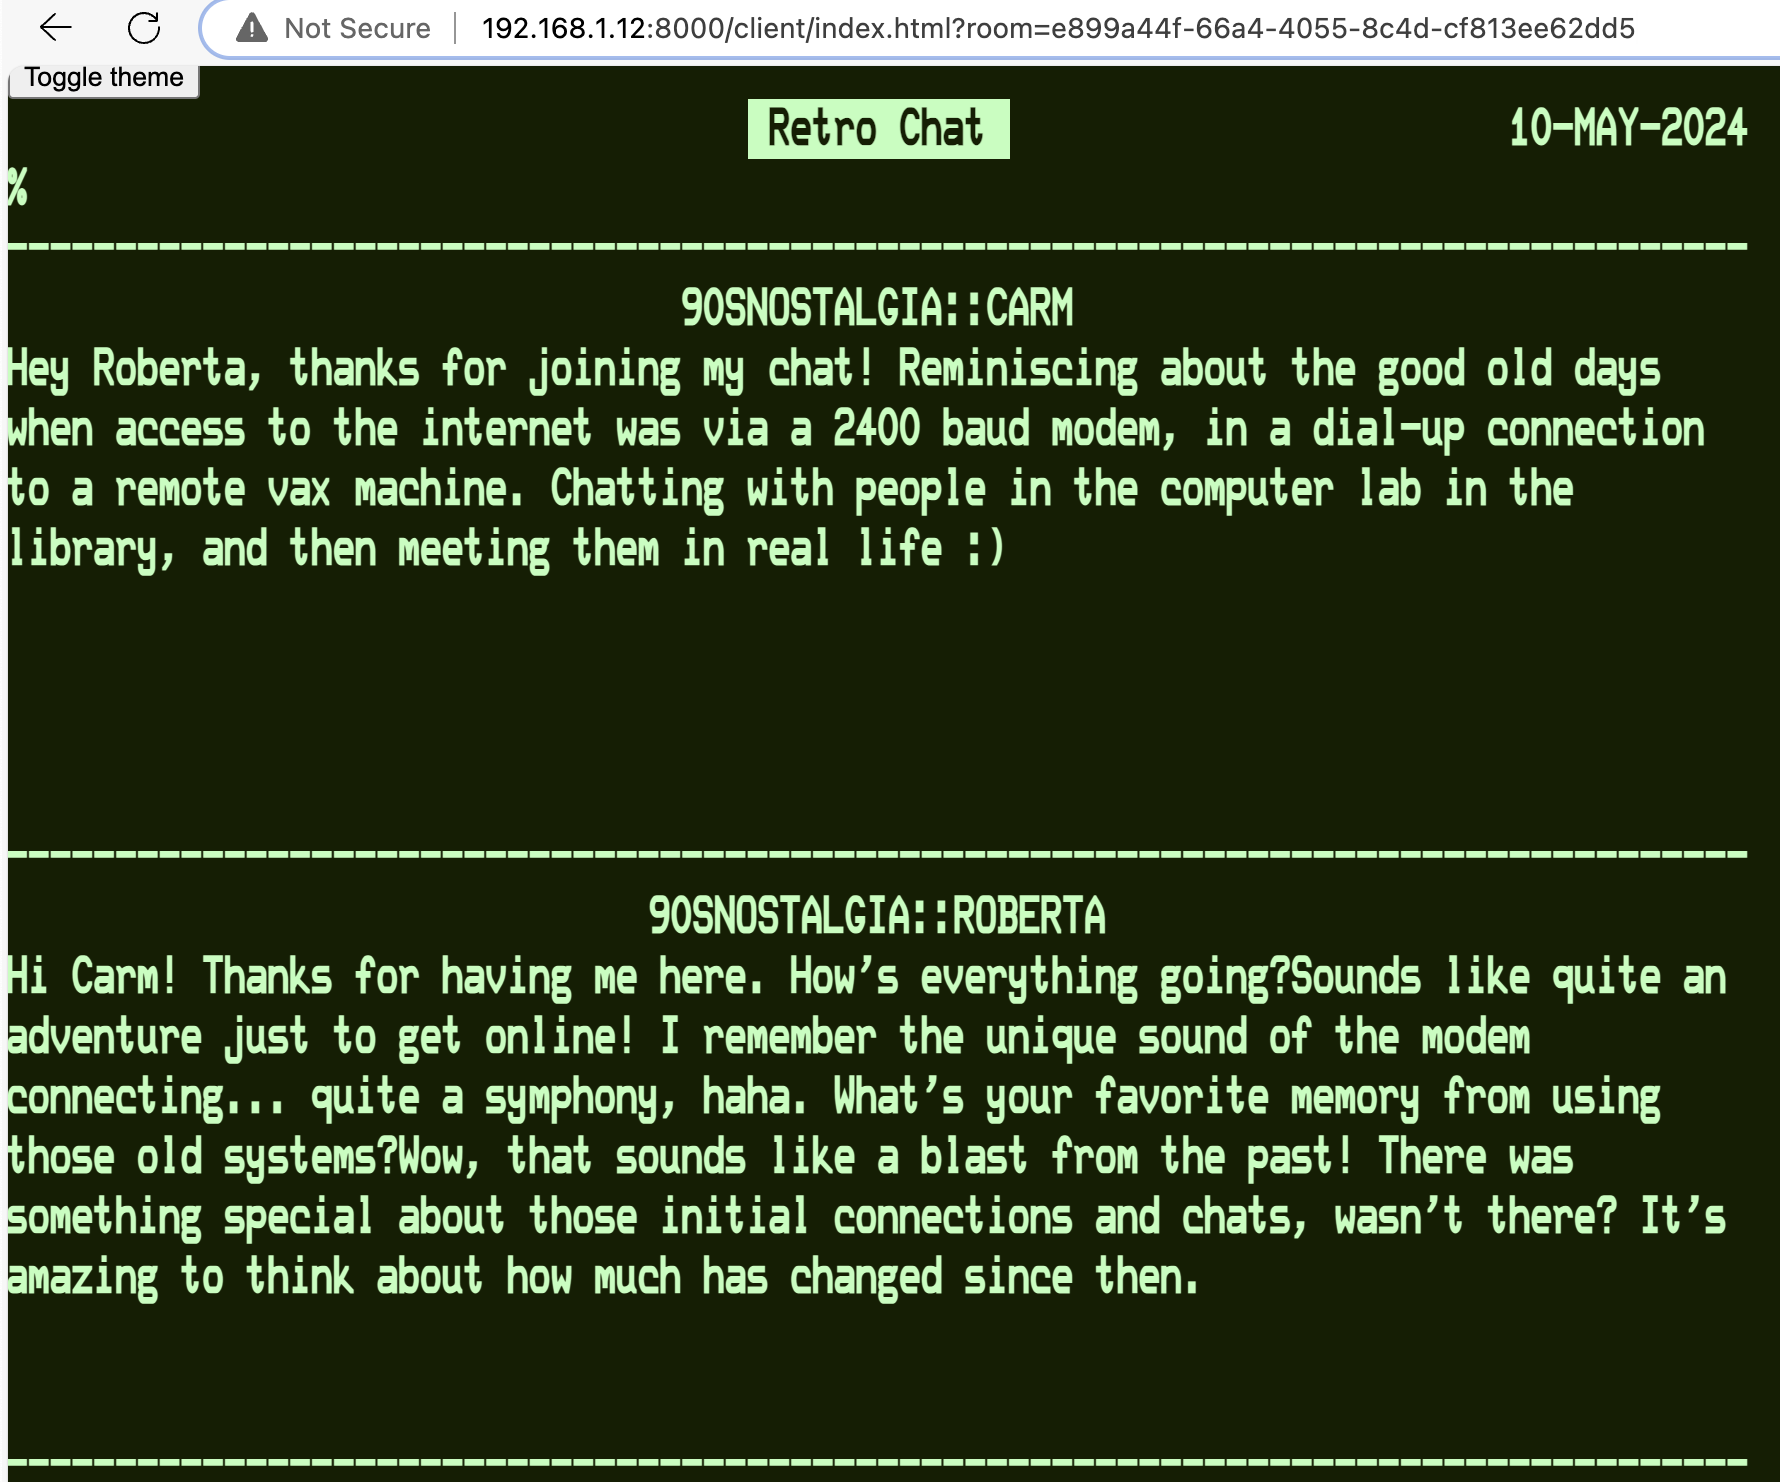 Not Secure 192.168.1.12:8000/client/index.html?room=e899a44f-66a4-4055-8c4d-cf813ee62dd5
Toggle theme
Retro Chat 10-MAY-2024
%
--------------------------------------------------------------------------------
90SNOSTALGIA::CARM
Hey Roberta, thanks for joining my chat! Reminiscing about the good old days
when access to the internet was via a 2400 baud modem, in a dial-up connection
to a remote vax machine. Chatting with people in the computer lab in the
library, and then meeting them in real life :)
--------------------------------------------------------------------------------
90SNOSTALGIA::ROBERTA
Hi Carm! Thanks for having me here. How's everything going?Sounds like quite an
adventure just to get online! I remember the unique sound of the modem
connecting... quite a symphony, haha. What's your favorite memory from using
those old systems?Wow, that sounds like a blast from the past! There was
something special about those initial connections and chats, wasn't there? It's
amazing to think about how much has changed since then.
--------------------------------------------------------------------------------